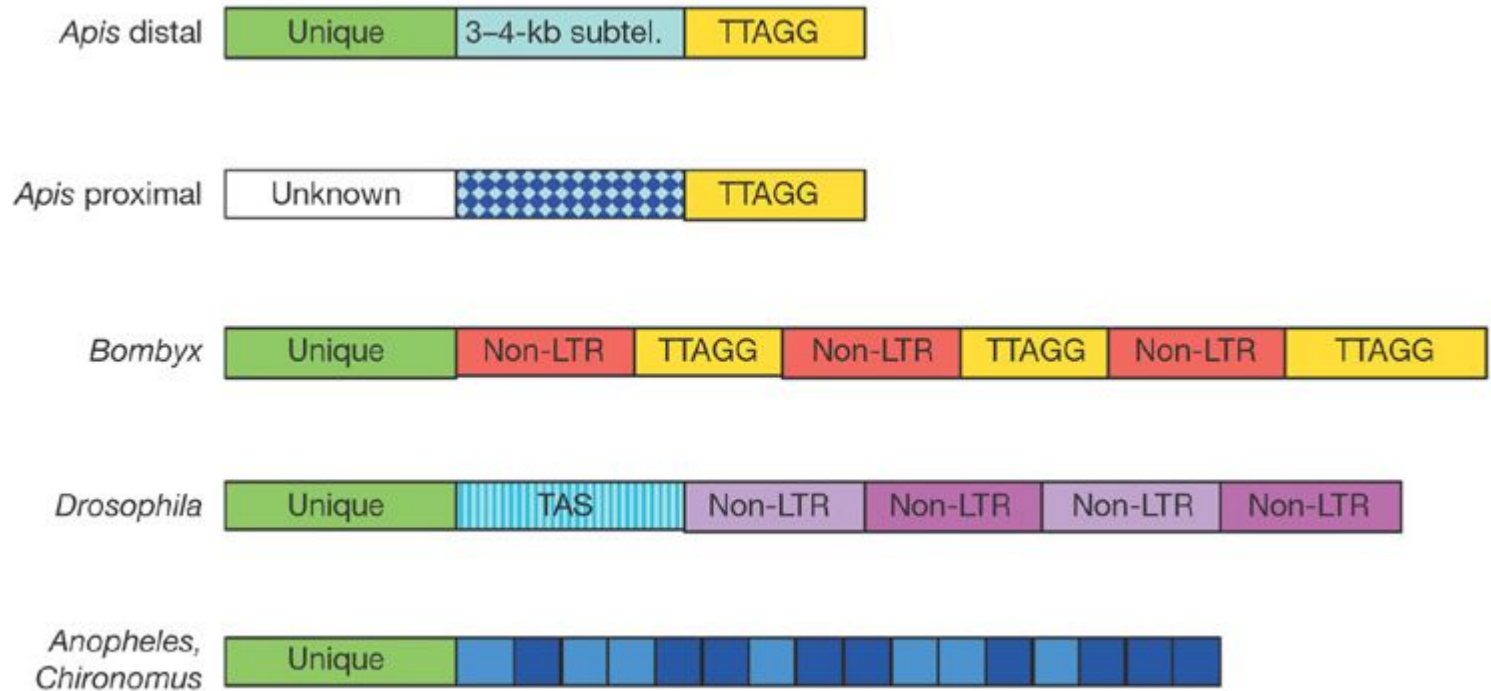 Apis distal Unique 3–4-kb subtel. TTAGG
Apis proximal Unknown TTAGG
Bombyx Unique Non-LTR TTAGG Non-LTR TTAGG Non-LTR TTAGG
Drosophila Unique TAS Non-LTR Non-LTR Non-LTR Non-LTR
Anopheles,
Chironomus Unique